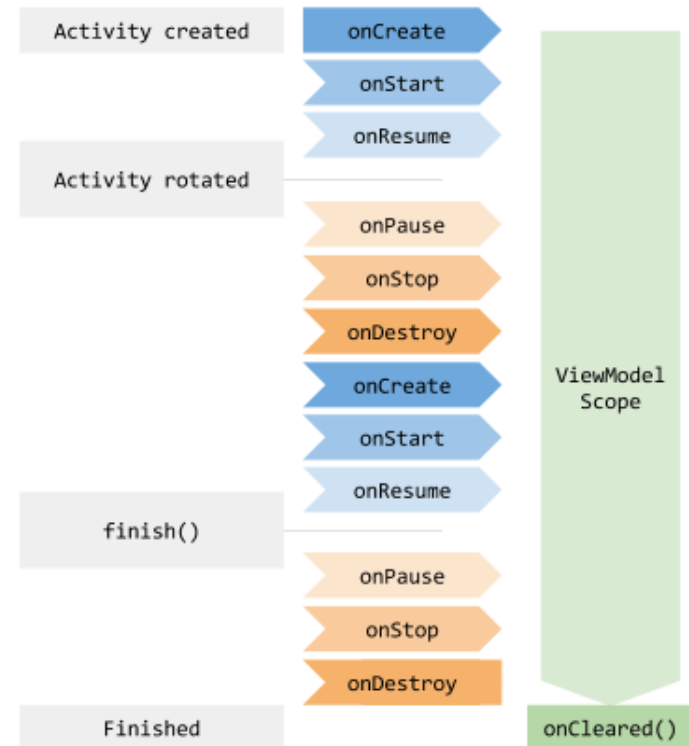 Activity created
onCreate
onStart
onResume
Activity rotated
onPause
onStop
onDestroy
onCreate
onStart
onResume
ViewModel
Scope
finish()
onPause
onStop
onDestroy
Finished
onCleared()